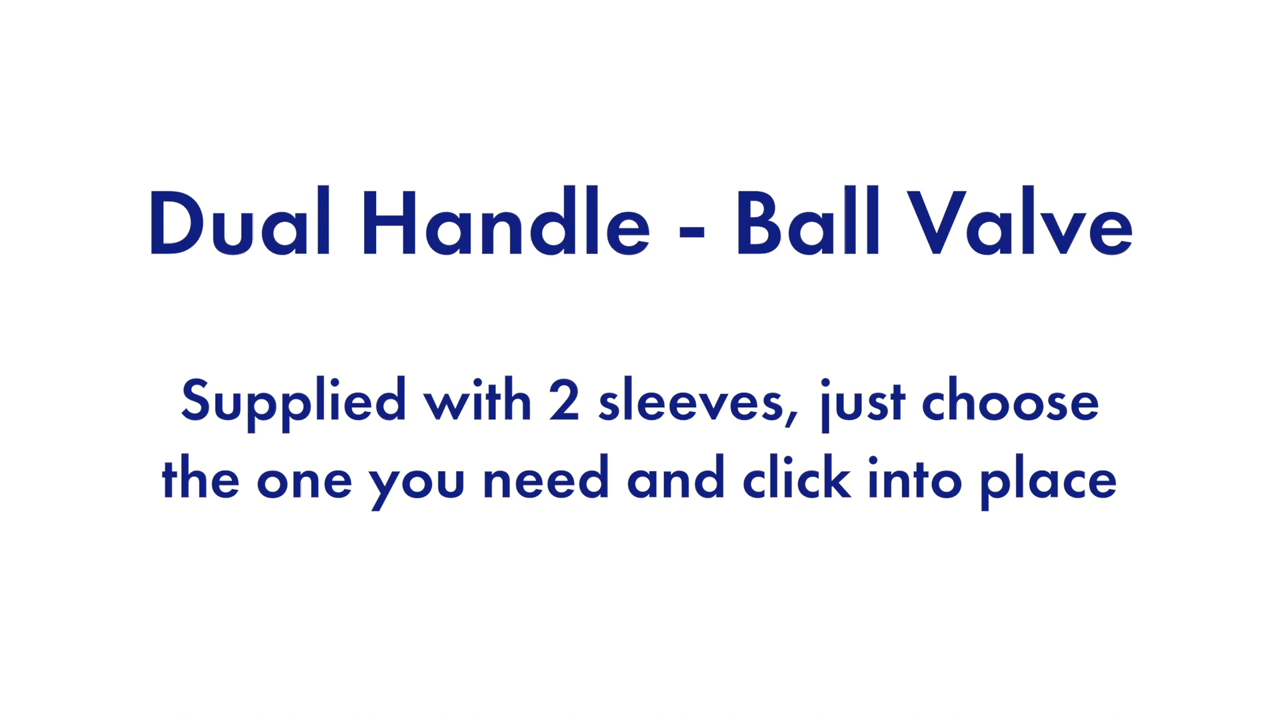 Dual Handle - Ball Valve
Supplied with 2 sleeves, just choose
the one you need and click into place